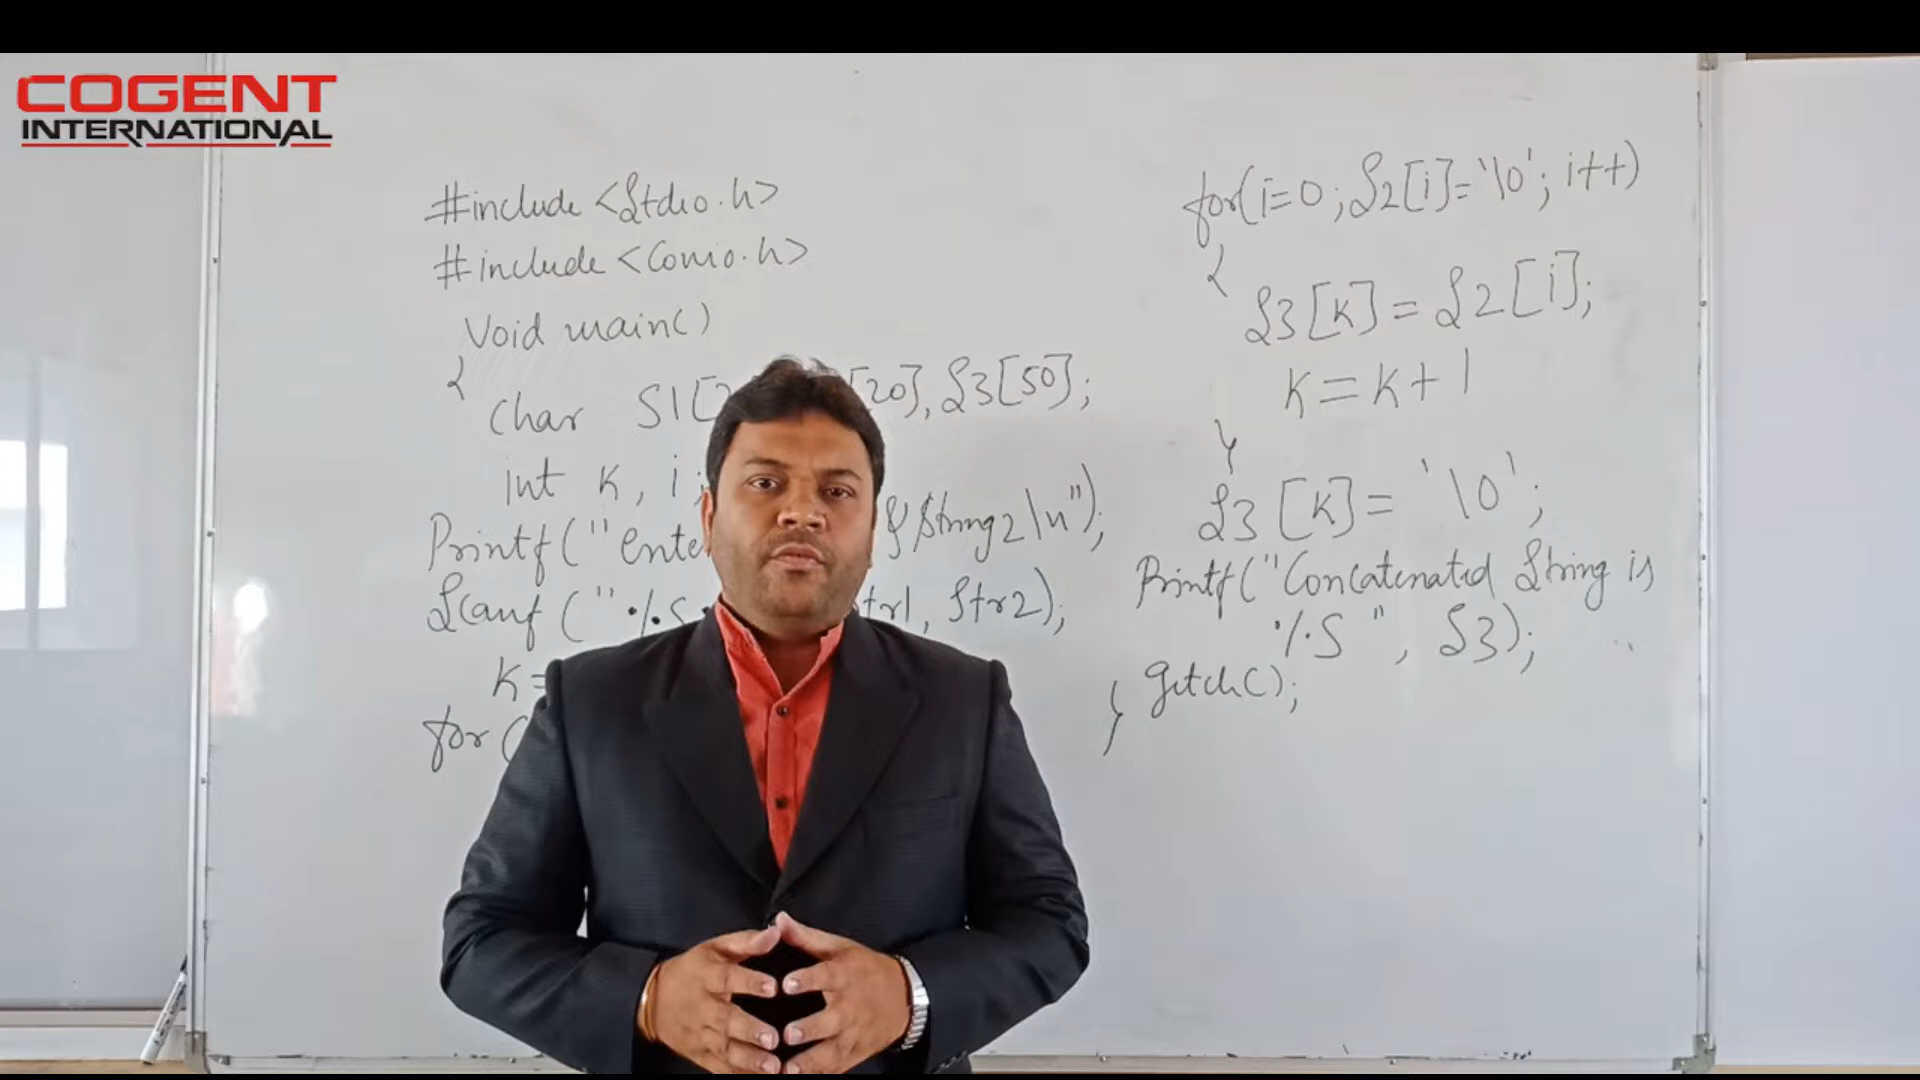 COGENT
INTERNATIONAL
#include <Stdio.h>
#include <Conio.h>
Void main()
{
Char S1[2 [20], S3[50];
int k, i;
Printf("ente & String2\n");
Scanf ("%S tr1, Str2);
k=
for (
for(i=0; S2[i]='\0'; i++)
{
S3[k] = S2[i];
k = k + 1
}
S3[k] = '\0';
Printf("Concatenated String is
%S", S3);
getch();
}